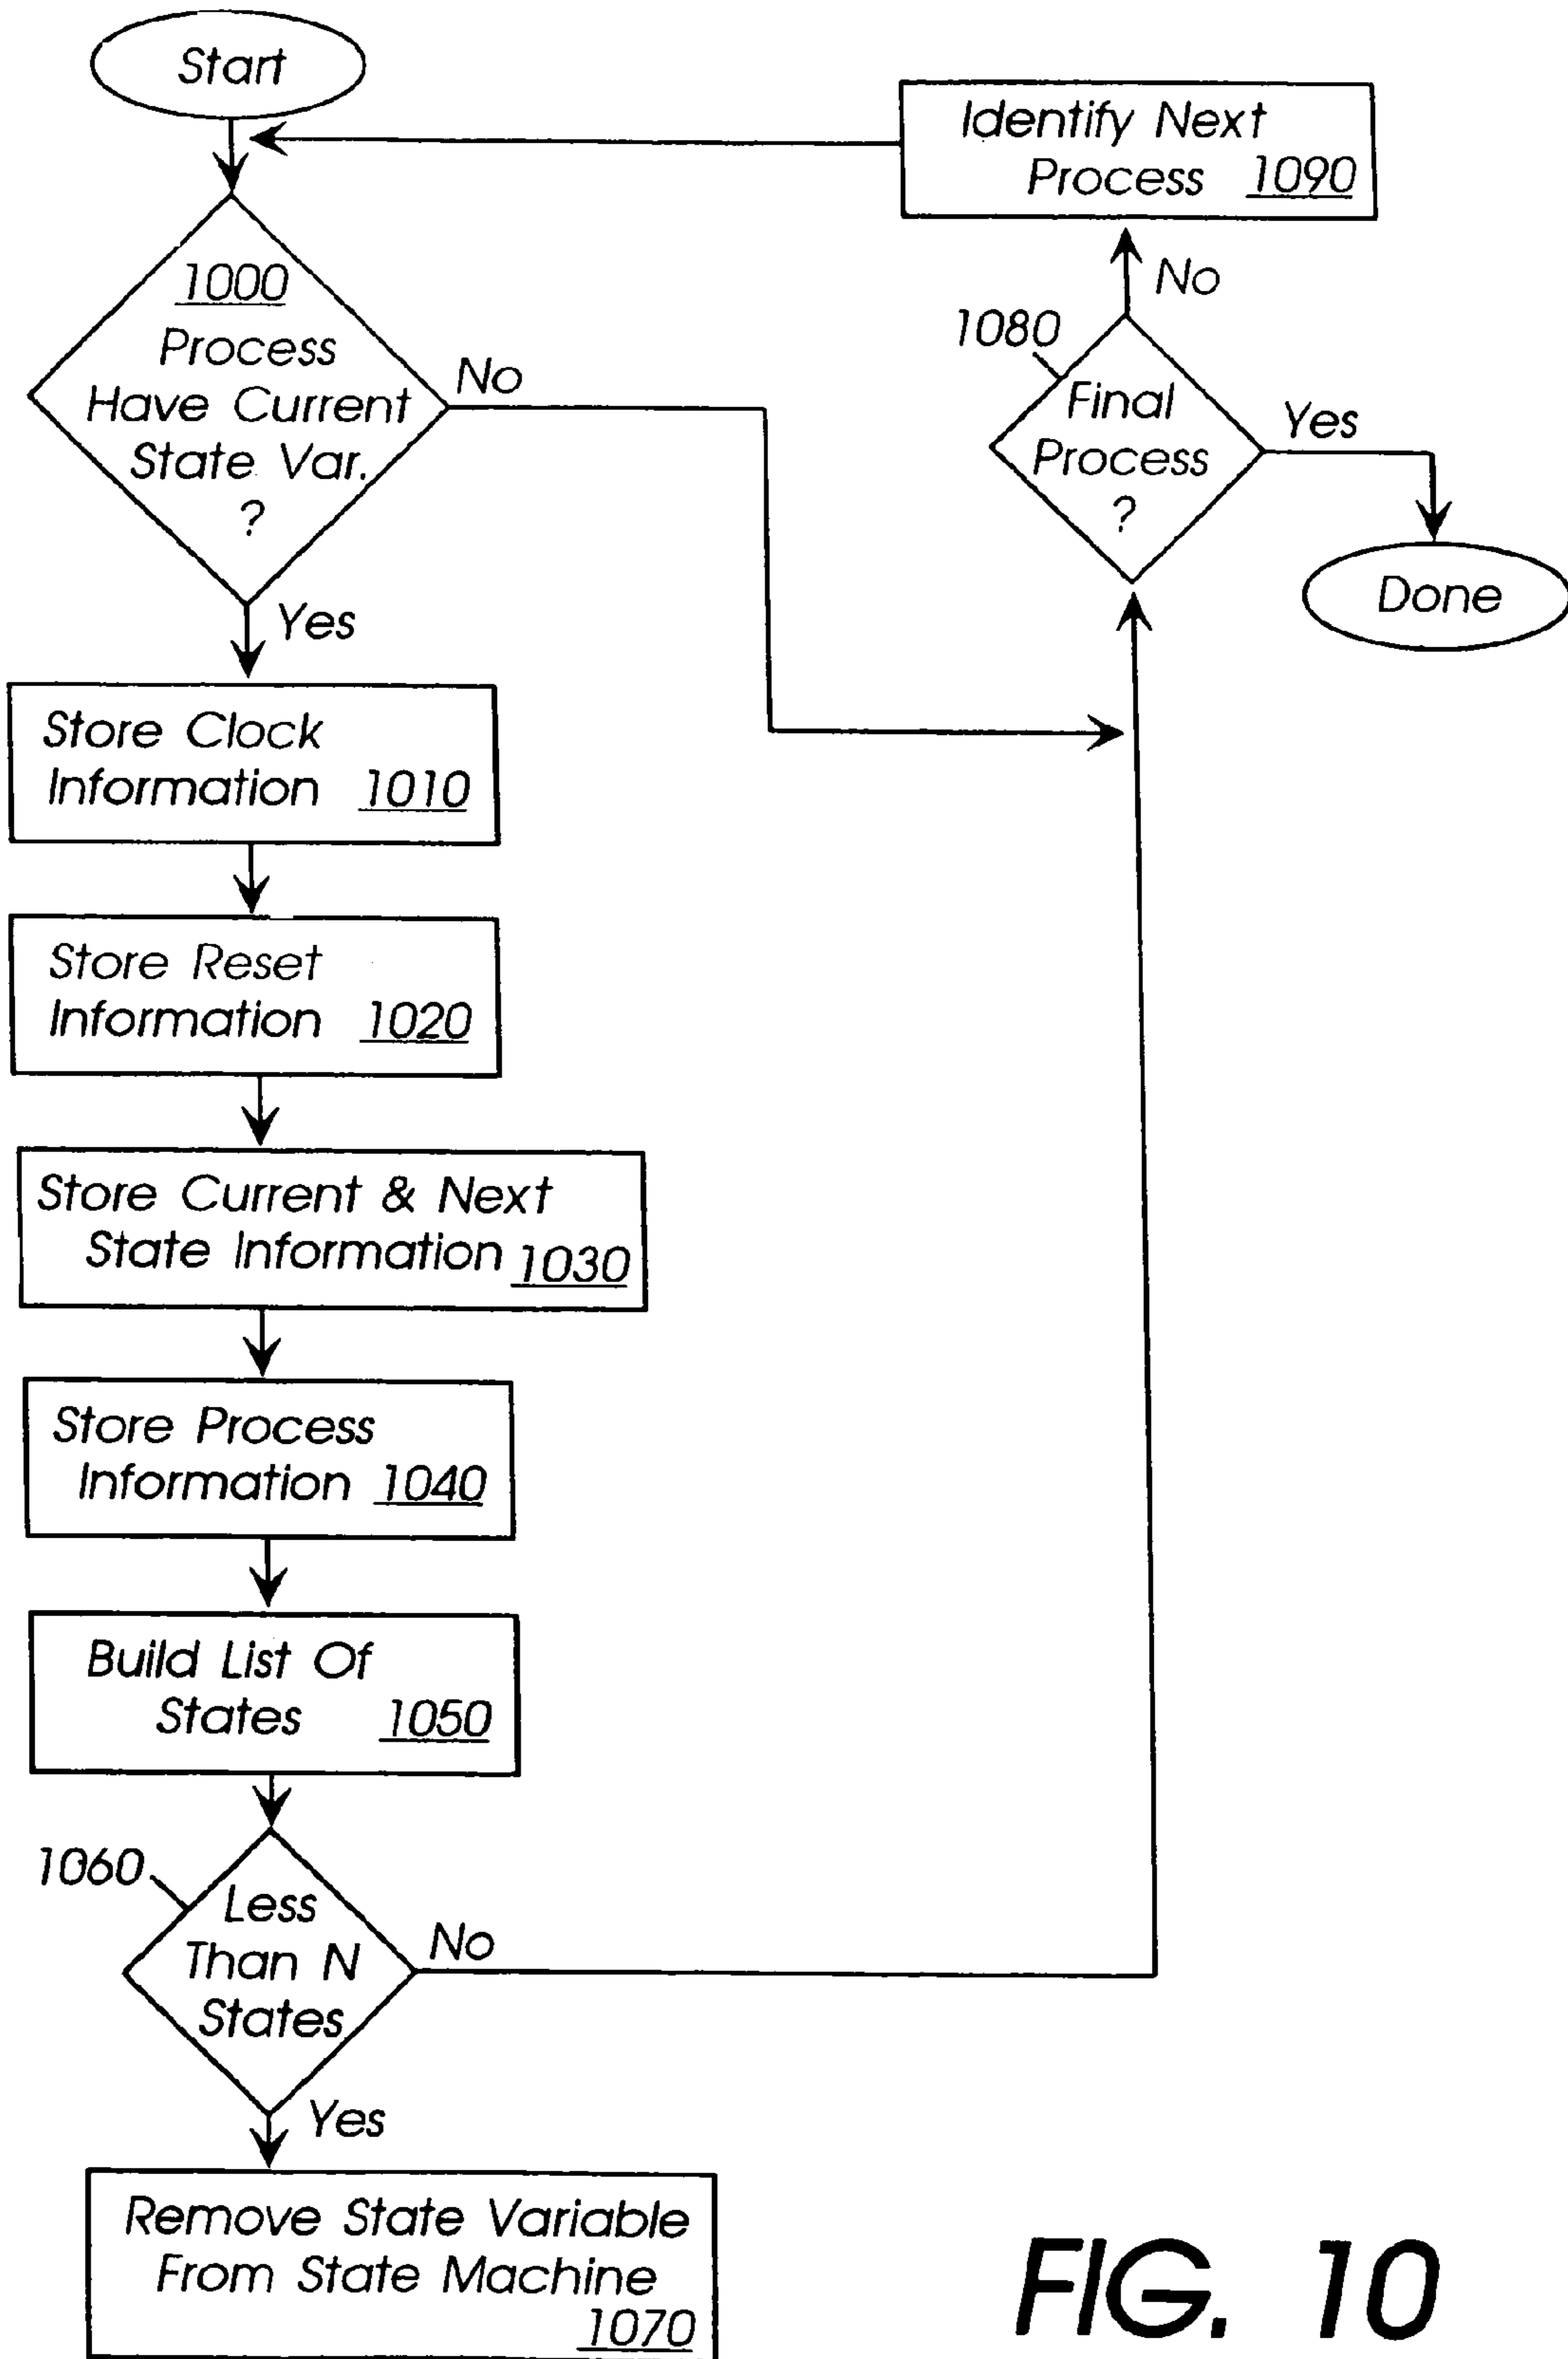 Start
Identify Next
Process 1090
1000
Process
Have Current
State Var.
?
No
Yes
No
1080
Final
Process
?
Yes
Done
Store Clock
Information 1010
Store Reset
Information 1020
Store Current & Next
State Information 1030
Store Process
Information 1040
Build List Of
States 1050
1060
Less
Than N
States
No
Yes
Remove State Variable
From State Machine
1070
FIG. 10